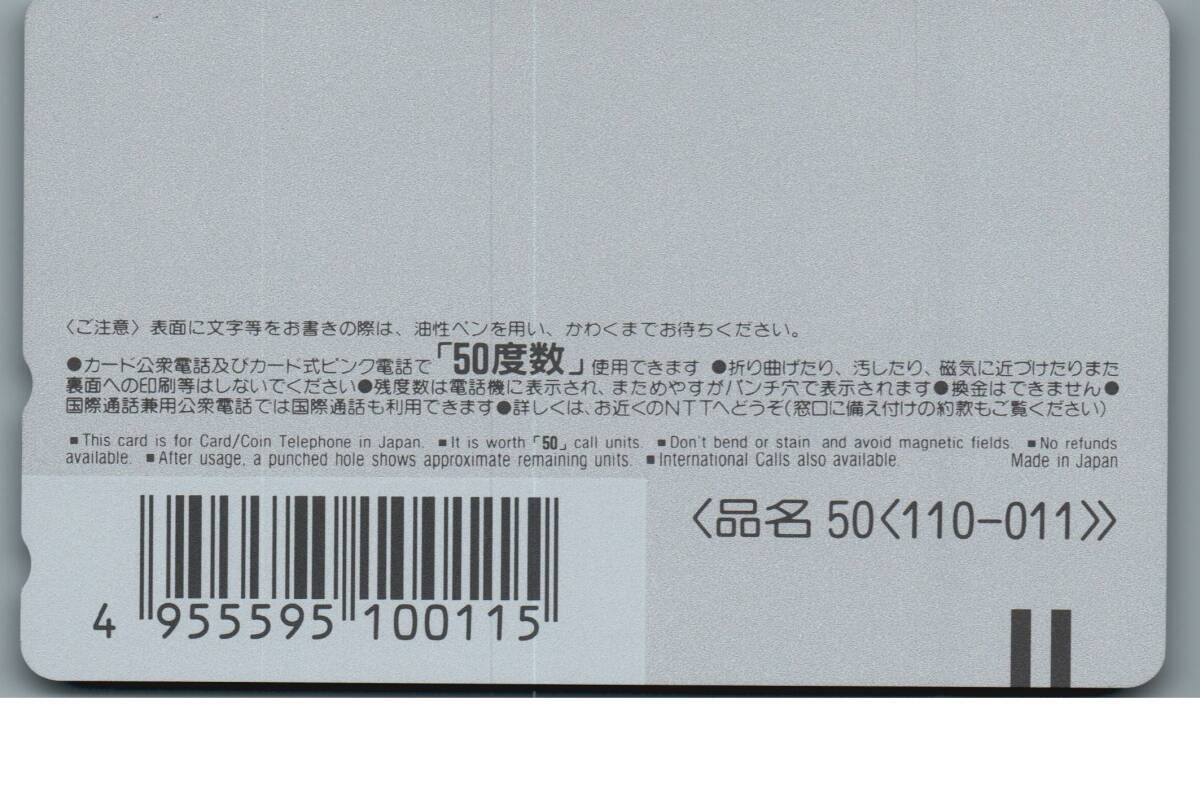 〈ご注意〉表面に文字等をお書きの際は、油性ペンを用い、かわくまでお待ちください。
●カード公衆電話及びカード式ピンク電話で「50度数」使用できます ●折り曲げたり、汚したり、磁気に近づけたりまた
裏面への印刷等はしないでください●残度数は電話機に表示され、まためやすがパンチ穴で表示されます●換金はできません●
国際通話兼用公衆電話では国際通話も利用できます●詳しくは、お近くのNTTへどうぞ(窓口に備え付けの約款もご覧ください)
■This card is for Card/Coin Telephone in Japan. ■It is worth「50」call units. ■Don't bend or stain and avoid magnetic fields. ■No refunds
available. ■After usage, a punched hole shows approximate remaining units. ■International Calls also available. Made in Japan
〈品名 50〈110-011〉〉
4 955595 100115